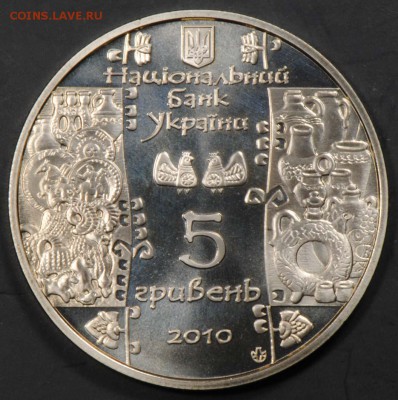 COINS.LAVE.RU
Національний
банк
України
5
гривень
2010